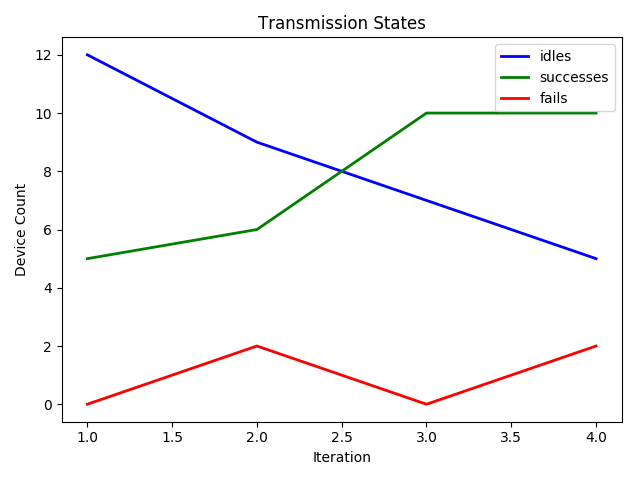 Transmission States
idles
successes
fails
12
10
8
6
4
2
0
Device Count
1.0 1.5 2.0 2.5 3.0 3.5 4.0
Iteration